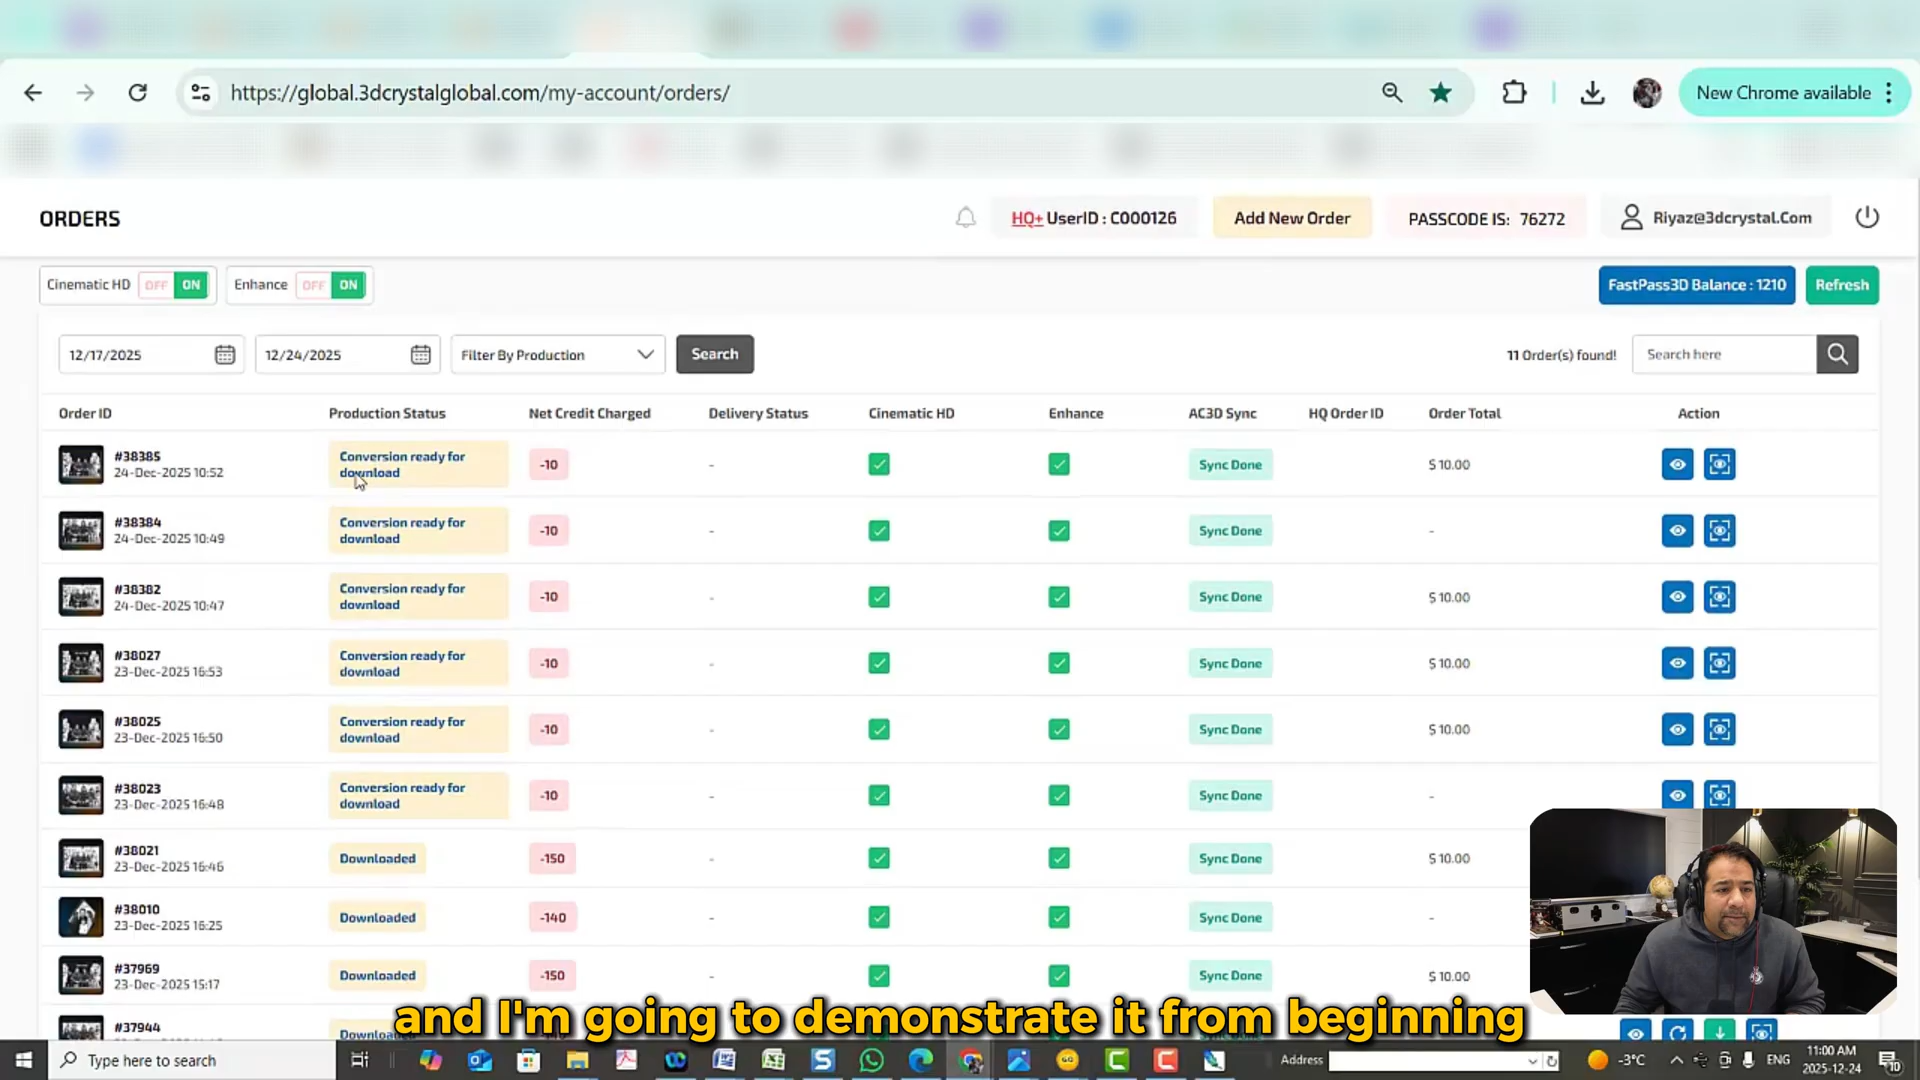 https://global.3dcrystalglobal.com/my-account/orders/
New Chrome available
ORDERS
HQ+ UserID : C000126
Add New Order
PASSCODE IS: 76272
Riyaz@3dcrystal.Com
Cinematic HD OFF ON
Enhance OFF ON
FastPass3D Balance : 1210
Refresh
12/17/2025
12/24/2025
Filter By Production
Search
11 Order(s) found!
Search here
Order ID Production Status Net Credit Charged Delivery Status Cinematic HD Enhance AC3D Sync HQ Order ID Order Total Action
#38385
24-Dec-2025 10:52
Conversion ready for
download
-10
-
Sync Done
$ 10.00
#38384
24-Dec-2025 10:49
Conversion ready for
download
-10
-
Sync Done
-
#38382
24-Dec-2025 10:47
Conversion ready for
download
-10
-
Sync Done
$ 10.00
#38027
23-Dec-2025 16:53
Conversion ready for
download
-10
-
Sync Done
$ 10.00
#38025
23-Dec-2025 16:50
Conversion ready for
download
-10
-
Sync Done
$ 10.00
#38023
23-Dec-2025 16:48
Conversion ready for
download
-10
-
Sync Done
-
#38021
23-Dec-2025 16:46
Downloaded
-150
-
Sync Done
$ 10.00
#38010
23-Dec-2025 16:25
Downloaded
-140
-
Sync Done
-
#37969
23-Dec-2025 15:17
Downloaded
-150
-
Sync Done
$ 10.00
#37944
and I'm going to demonstrate it from beginning
Type here to search
Address
-3°C
ENG
11:00 AM
2025-12-24
10